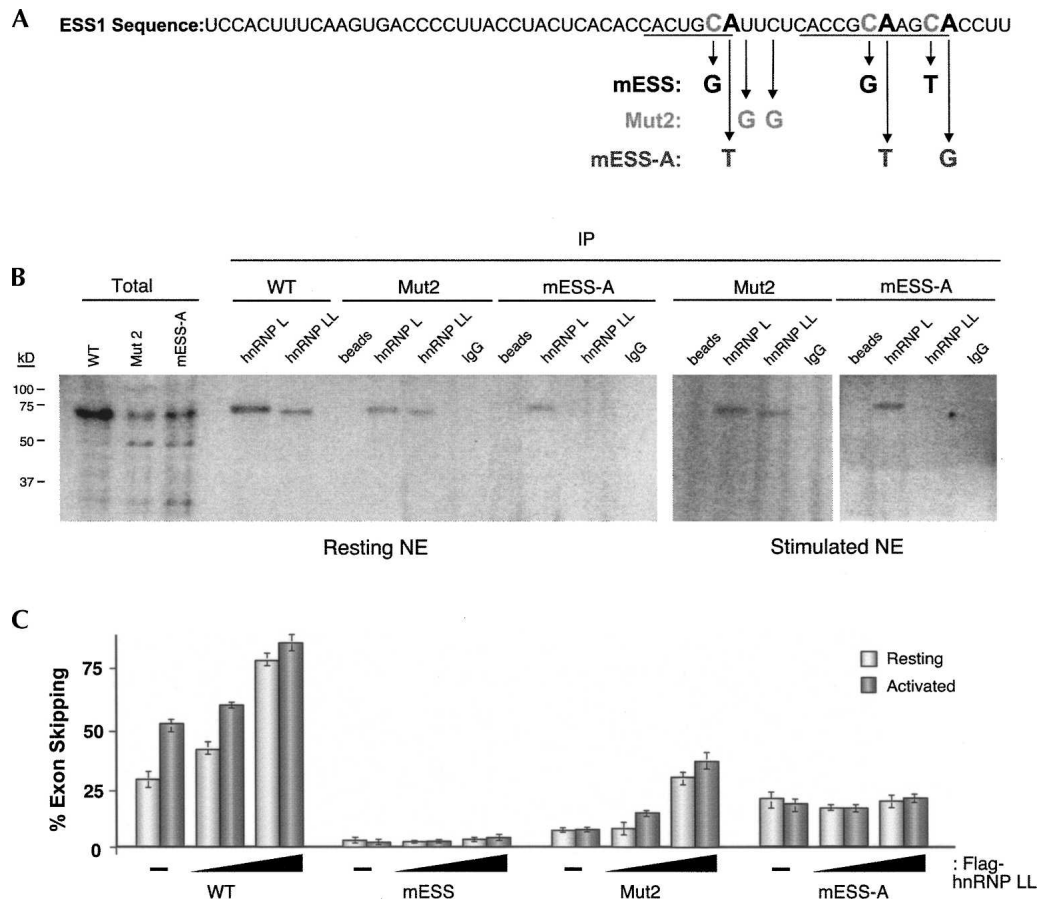 A
ESS1 Sequence:UCCACUUUCAAGUGACCCCUUACCUACUCACACCACUGCAUUCUCACCGCAAGCACCUU
mESS: G G T
Mut2: G G
mESS-A: T T G
IP
B
Total WT Mut2 mESS-A Mut2 mESS-A
kD WT Mut 2 mESS-A hnRNP L hnRNP LL beads hnRNP L hnRNP LL IgG beads hnRNP L hnRNP LL IgG beads hnRNP L hnRNP LL IgG beads hnRNP L hnRNP LL IgG
100
75
50
37
Resting NE Stimulated NE
C
% Exon Skipping
75
50
25
0
Resting
Activated
: Flag-
hnRNP LL
WT mESS Mut2 mESS-A